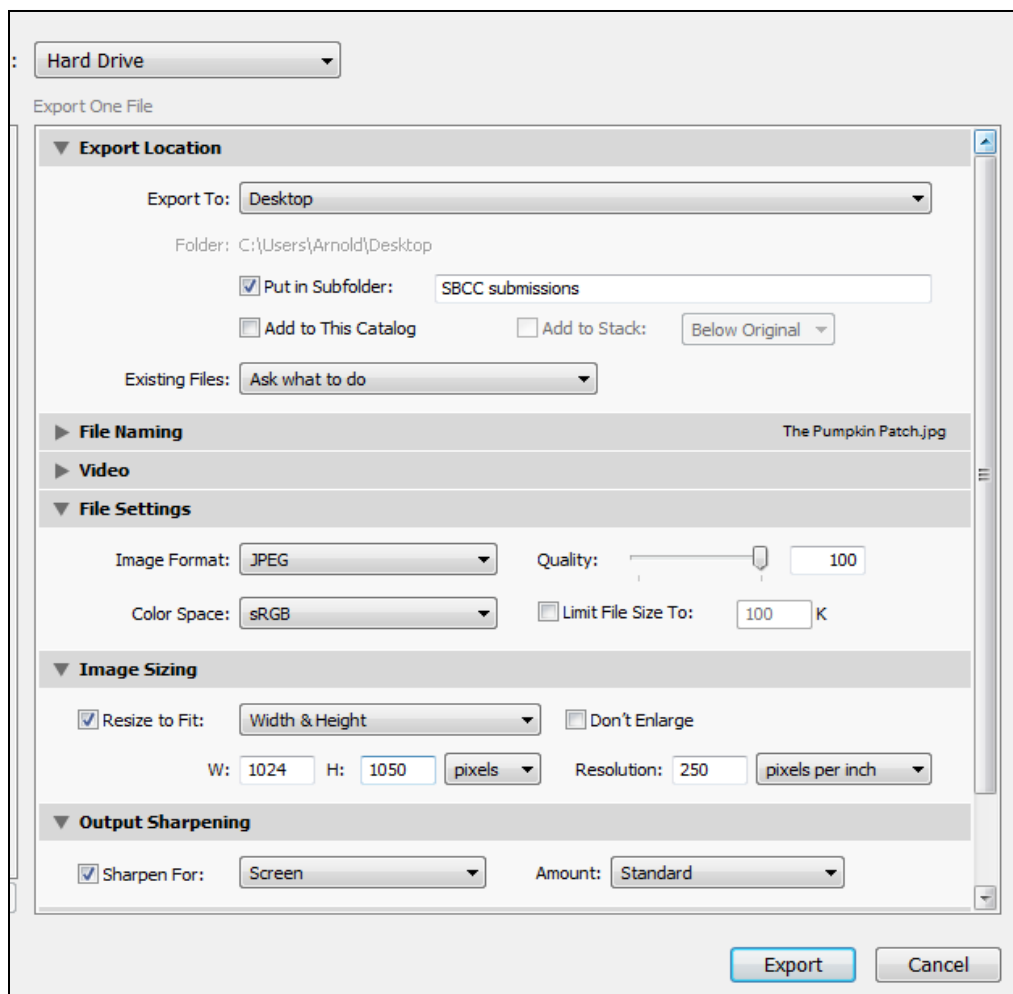 : Hard Drive
Export One File
Export Location
Export To: Desktop
Folder: C:\Users\Arnold\Desktop
Put in Subfolder: SBCC submissions
Add to This Catalog Add to Stack: Below Original
Existing Files: Ask what to do
File Naming The Pumpkin Patch.jpg
Video
File Settings
Image Format: JPEG Quality: 100
Color Space: sRGB Limit File Size To: 100 K
Image Sizing
Resize to Fit: Width & Height Don't Enlarge
W: 1024 H: 1050 pixels Resolution: 250 pixels per inch
Output Sharpening
Sharpen For: Screen Amount: Standard
Export Cancel